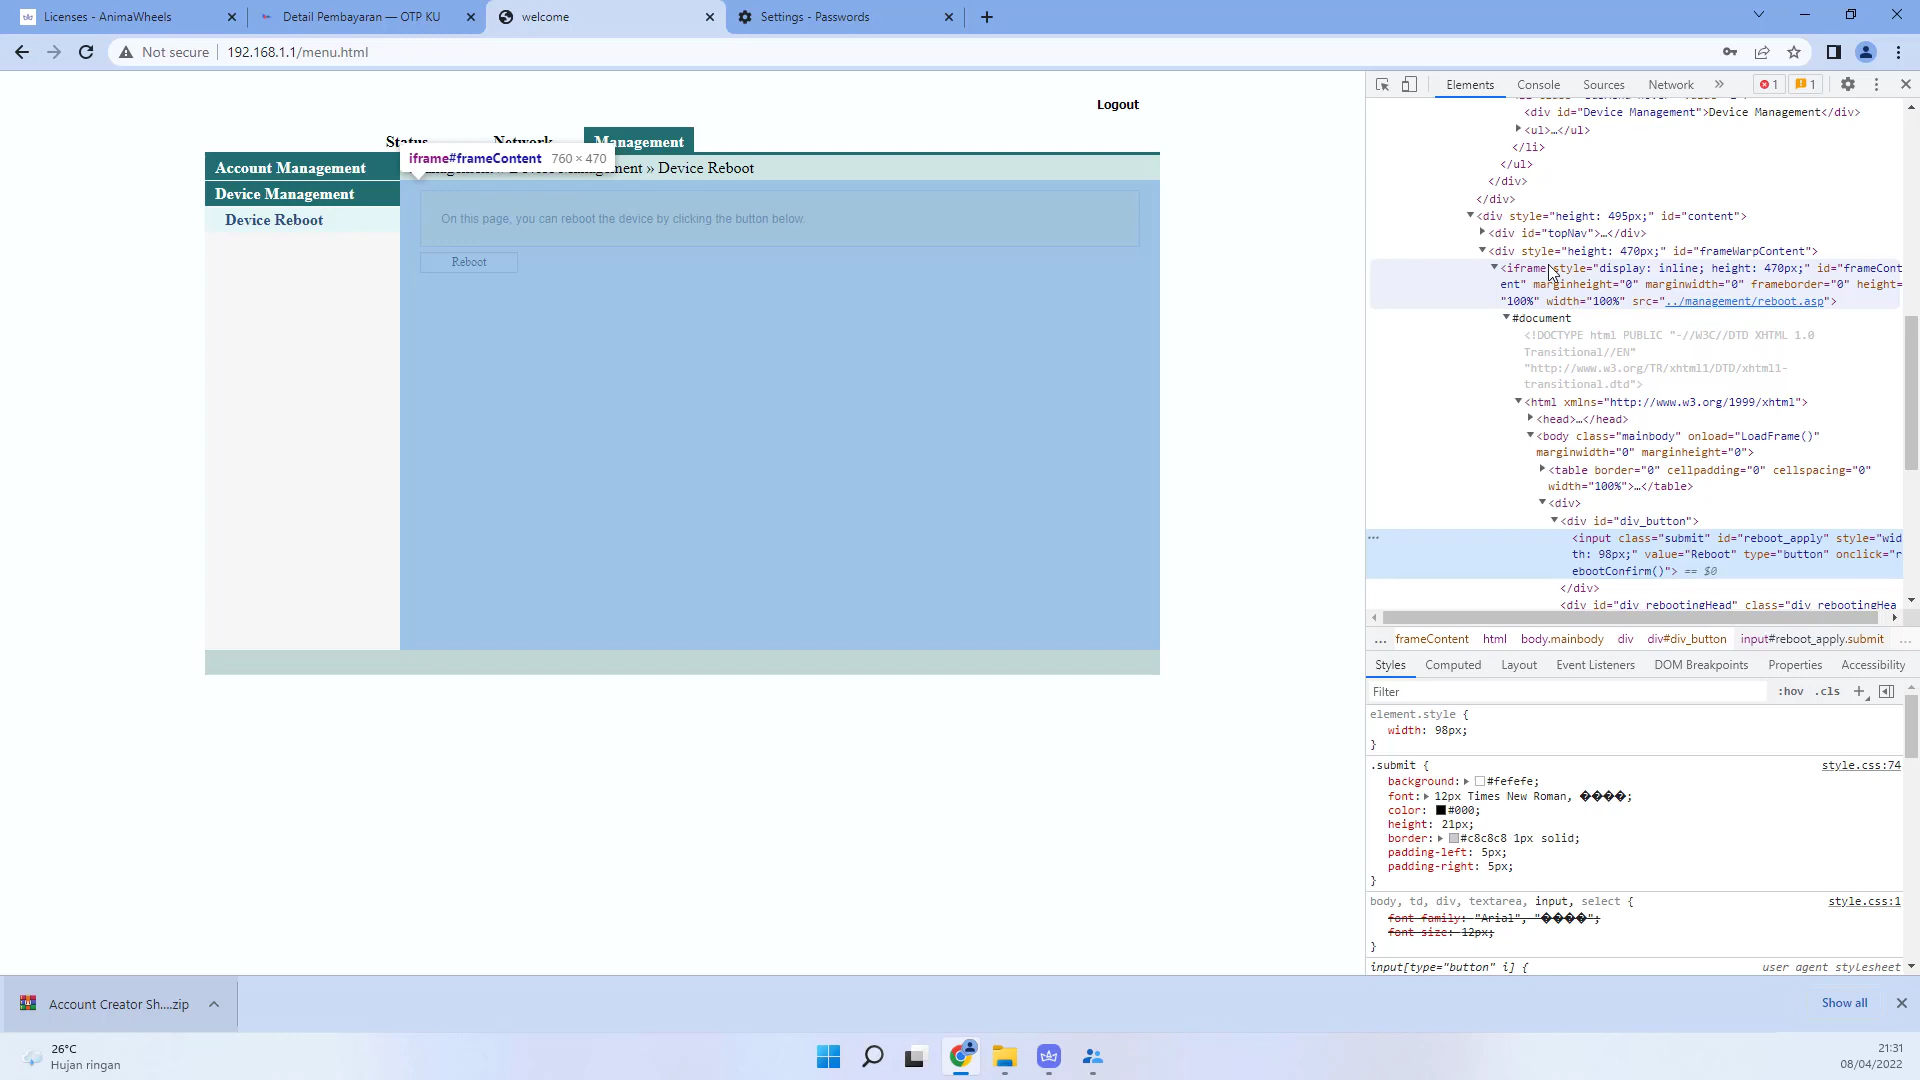 Licenses - AnimaWheels
Detail Pembayaran — OTP KU
welcome
Settings - Passwords
Not secure
192.168.1.1/menu.html
Logout
Status
Network
Management
iframe#frameContent 760 × 470
» Device Reboot
Account Management
Device Management
Device Reboot
On this page, you can reboot the device by clicking the button below.
Reboot
Elements
Console
Sources
Network
»
1
1
<div id="Device Management">Device Management</div>
<ul>…</ul>
</li>
</ul>
</div>
</div>
<div style="height: 495px;" id="content">
<div id="topNav">…</div>
<div style="height: 470px;" id="frameWarpContent">
<iframe style="display: inline; height: 470px;" id="frameCont
ent" marginheight="0" marginwidth="0" frameborder="0" height=
"100%" width="100%" src="../management/reboot.asp">
#document
<!DOCTYPE html PUBLIC "-//W3C//DTD XHTML 1.0
Transitional//EN"
"http://www.w3.org/TR/xhtml1/DTD/xhtml1-
transitional.dtd">
<html xmlns="http://www.w3.org/1999/xhtml">
<head>…</head>
<body class="mainbody" onload="LoadFrame()"
marginwidth="0" marginheight="0">
<table border="0" cellpadding="0" cellspacing="0"
width="100%">…</table>
<div>
<div id="div_button">
<input class="submit" id="reboot_apply" style="wid
th: 98px;" value="Reboot" type="button" onclick="r
ebootConfirm()"> == $0
</div>
<div id="div_rebootingHead" class="div_rebootingHea
… frameContent html body.mainbody div div#div_button input#reboot_apply.submit …
Styles
Computed
Layout
Event Listeners
DOM Breakpoints
Properties
Accessibility
Filter
:hov .cls
element.style {
width: 98px;
}
.submit {
style.css:74
background: #fefefe;
font: 12px Times New Roman, ����;
color: #000;
height: 21px;
border: #c8c8c8 1px solid;
padding-left: 5px;
padding-right: 5px;
}
body, td, div, textarea, input, select {
style.css:1
font-family: "Arial", "����";
font-size: 12px;
}
input[type="button" i] {
user agent stylesheet
Account Creator Sh....zip
Show all
26°C
Hujan ringan
21:31
08/04/2022